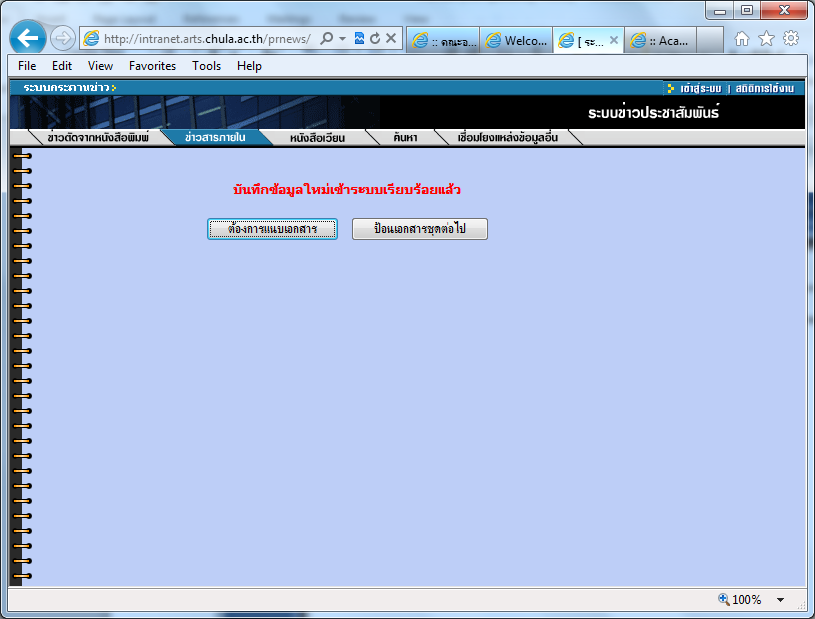 http://intranet.arts.chula.ac.th/prnews/
:: คณะอ...
Welco...
[ ระ...
:: Aca...
File Edit View Favorites Tools Help
ระบบกระดานข่าว
เข้าสู่ระบบ | สถิติการใช้งาน
ระบบข่าวประชาสัมพันธ์
ข่าวตัดจากหนังสือพิมพ์ ข่าวสารภายใน หนังสือเวียน ค้นหา เชื่อมโยงแหล่งข้อมูลอื่น
บันทึกข้อมูลใหม่เข้าระบบเรียบร้อยแล้ว
ต้องการแนบเอกสาร ป้อนเอกสารชุดต่อไป
100%